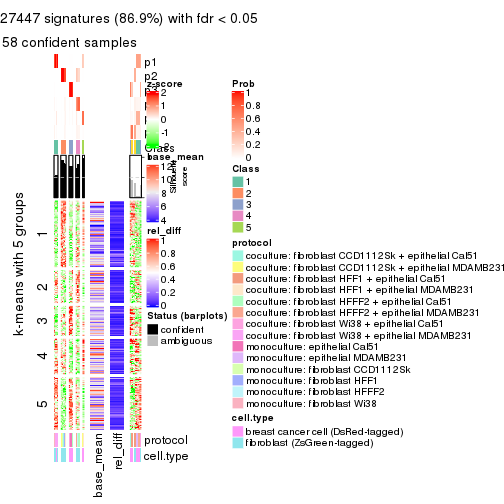 27447 signatures (86.9%) with fdr < 0.05
58 confident samples
p1
p2
z-score
2
1
0
-1
-2
Class
Silhouette score
base_mean
12
10
8
6
4
rel_diff
1
0.8
0.6
0.4
0.2
0
Status (barplots)
confident
ambiguous
k-means with 5 groups
1
2
3
4
5
base_mean
rel_diff
protocol
cell.type
Prob
1
0.8
0.6
0.4
0.2
0
Class
1
2
3
4
5
protocol
coculture: fibroblast CCD1112Sk + epithelial Cal51
coculture: fibroblast CCD1112Sk + epithelial MDAMB231
coculture: fibroblast HFF1 + epithelial Cal51
coculture: fibroblast HFF1 + epithelial MDAMB231
coculture: fibroblast HFFF2 + epithelial Cal51
coculture: fibroblast HFFF2 + epithelial MDAMB231
coculture: fibroblast Wi38 + epithelial Cal51
coculture: fibroblast Wi38 + epithelial MDAMB231
monoculture: epithelial Cal51
monoculture: epithelial MDAMB231
monoculture: fibroblast CCD1112Sk
monoculture: fibroblast HFF1
monoculture: fibroblast HFFF2
monoculture: fibroblast Wi38
cell.type
breast cancer cell (DsRed-tagged)
fibroblast (ZsGreen-tagged)